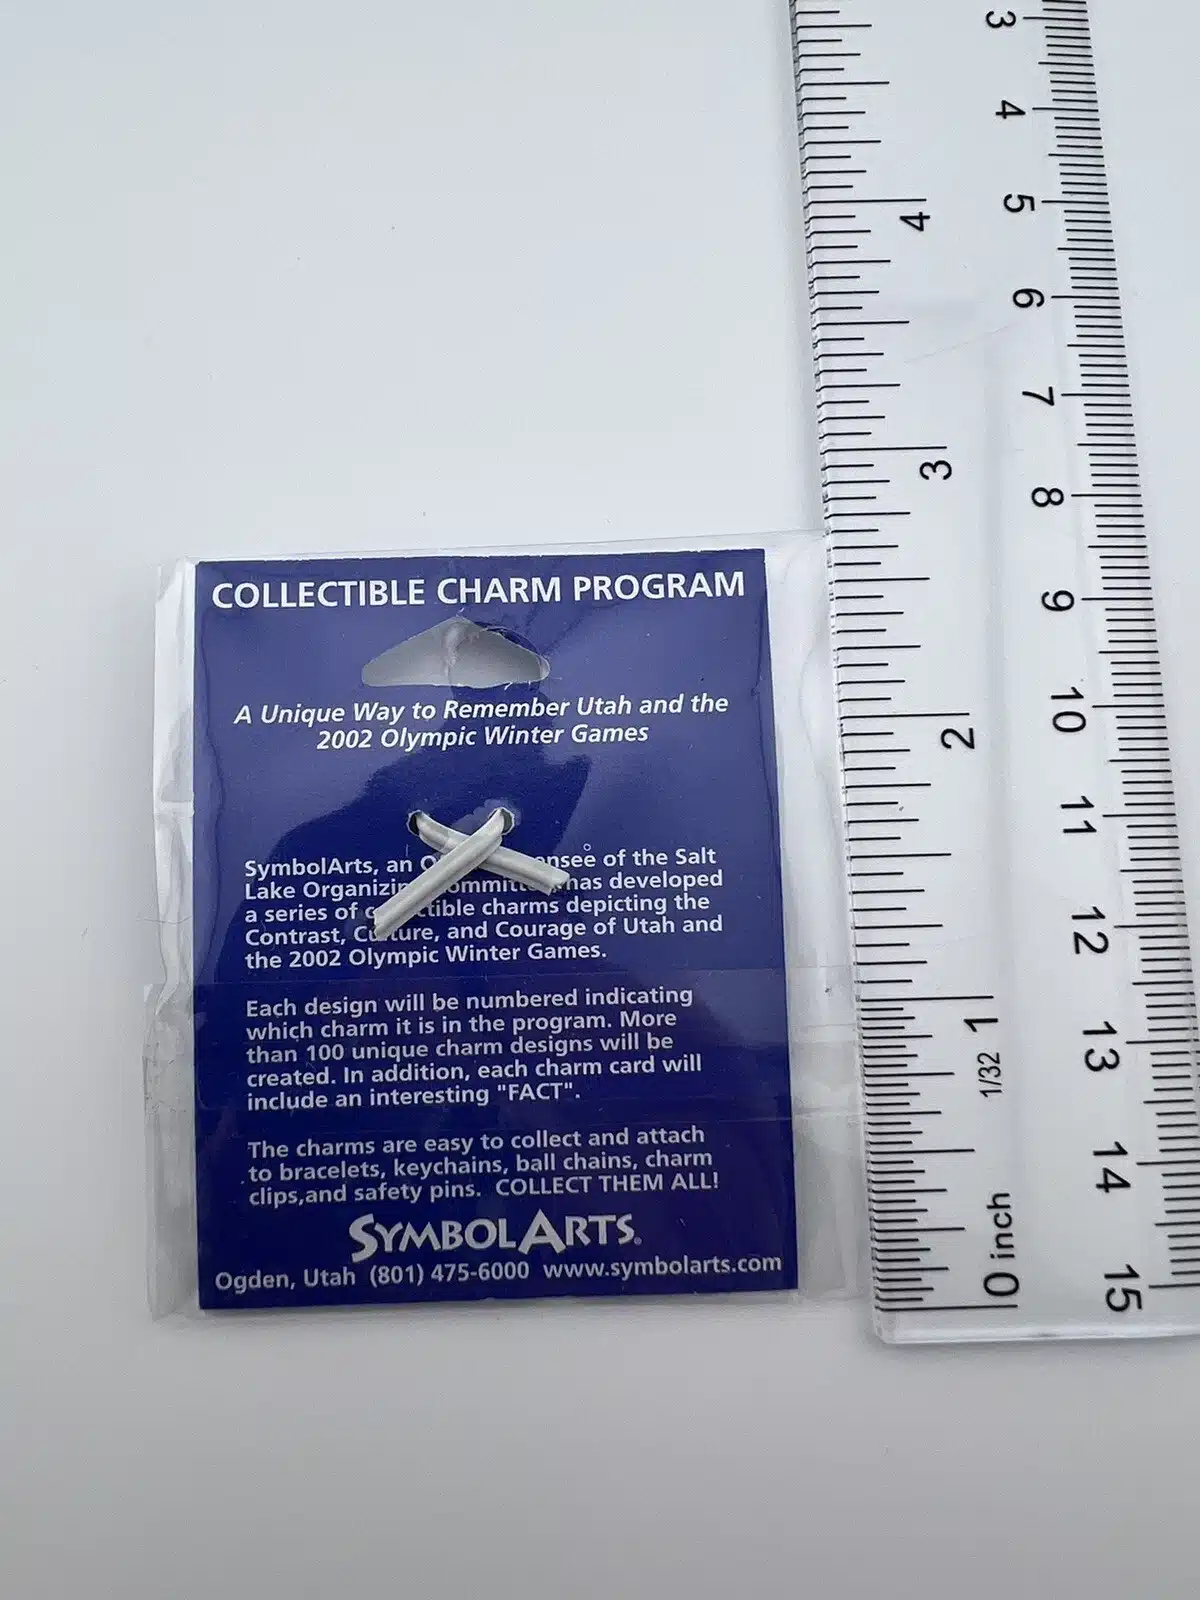 COLLECTIBLE CHARM PROGRAM
A Unique Way to Remember Utah and the
2002 Olympic Winter Games
SymbolArts, an of the Salt
Lake has developed
a series of charms depicting the
Contrast, and Courage of Utah and
the 2002 Olympic Winter Games.
Each design will be numbered indicating
which charm it is in the program. More
than 100 unique charm designs will be
created. In addition, each charm card will
include an interesting "FACT".
The charms are easy to collect and attach
to bracelets, keychains, ball chains, charm
clips,and safety pins. COLLECT THEM ALL!
SYMBOLARTS®
Ogden, Utah (801) 475-6000 www.symbolarts.com
3
4
5
6
7
8
9
10
11
12
13
14
15
4
3
2
1
1/32
0 inch